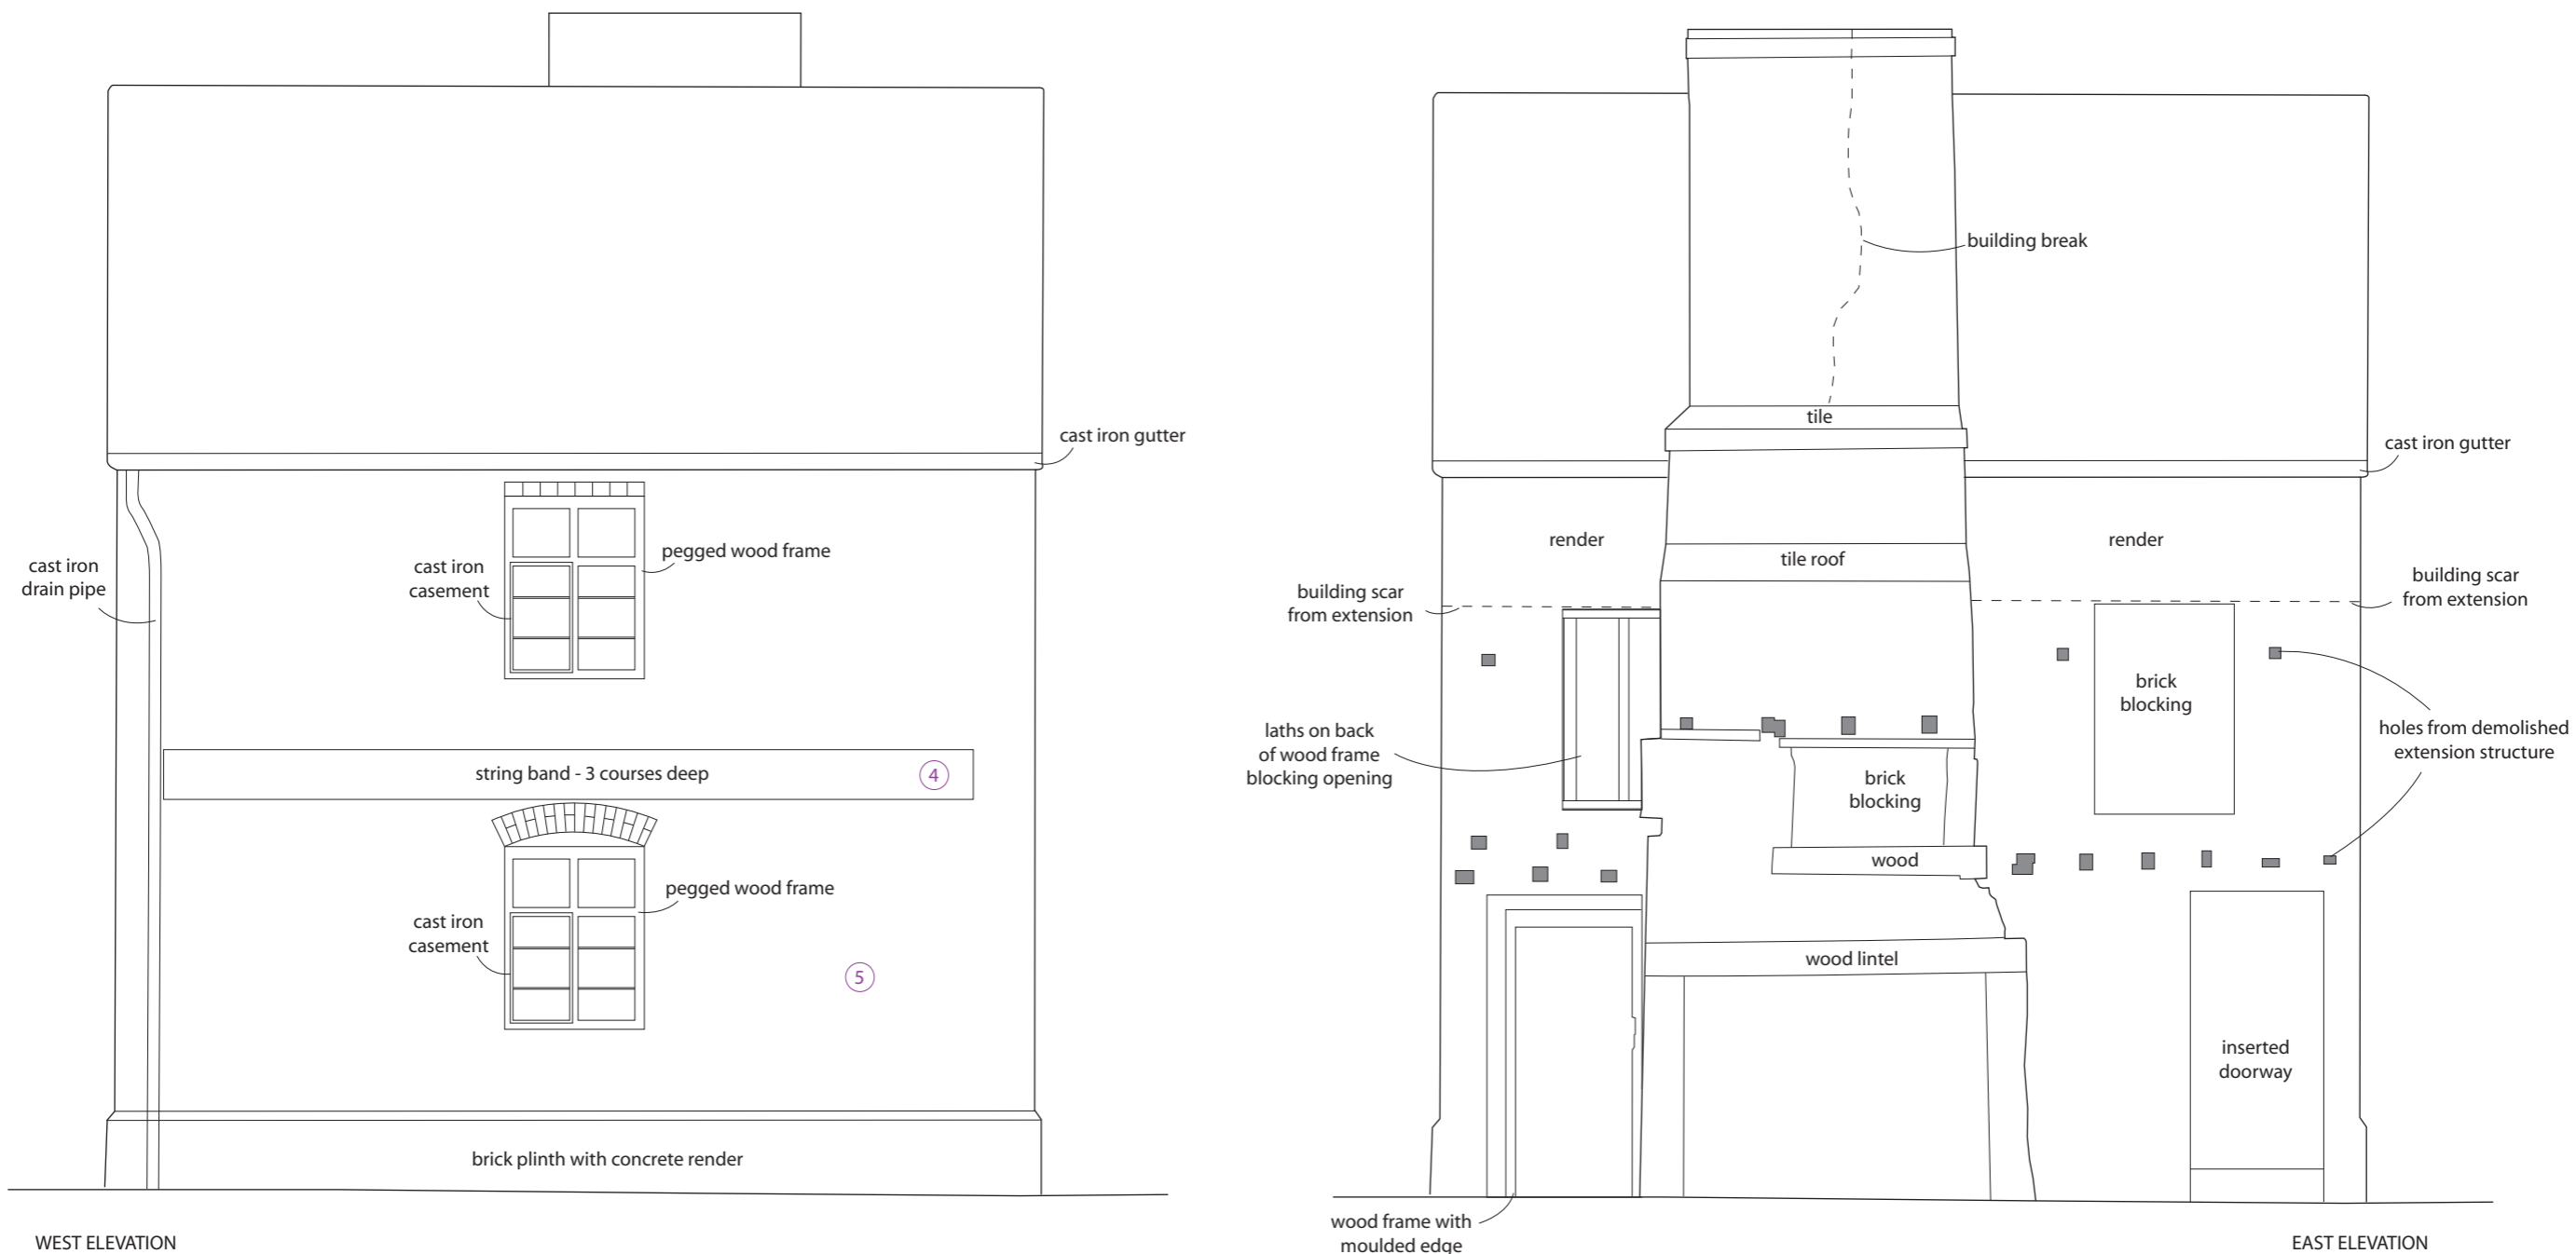 cast iron gutter
pegged wood frame
cast iron
casement
cast iron
drain pipe
string band - 3 courses deep
4
pegged wood frame
cast iron
casement
5
brick plinth with concrete render
WEST ELEVATION
building break
tile
cast iron gutter
render
tile roof
render
building scar
from extension
building scar
from extension
brick
blocking
holes from demolished
extension structure
laths on back
of wood frame
blocking opening
brick
blocking
wood
wood lintel
inserted
doorway
wood frame with
moulded edge
EAST ELEVATION